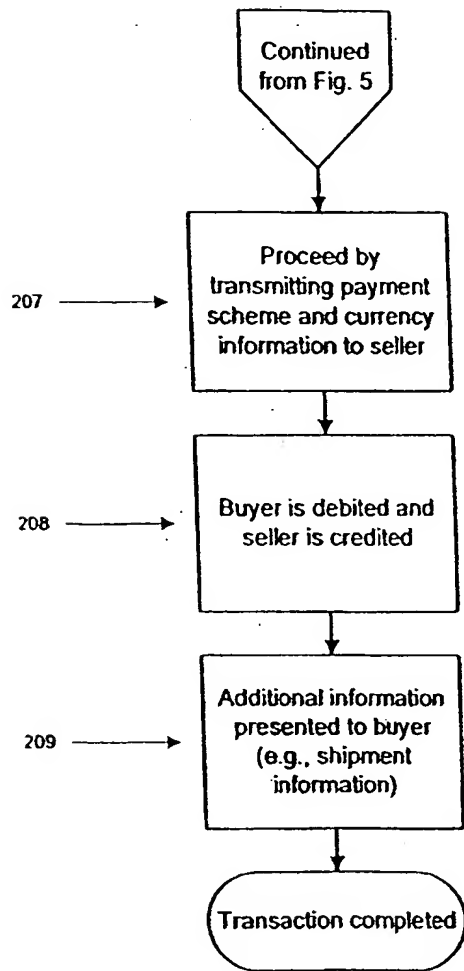 Continued
from Fig. 5
Proceed by
transmitting payment
scheme and currency
information to seller
207
Buyer is debited and
seller is credited
208
Additional information
presented to buyer
(e.g., shipment
information)
209
Transaction completed